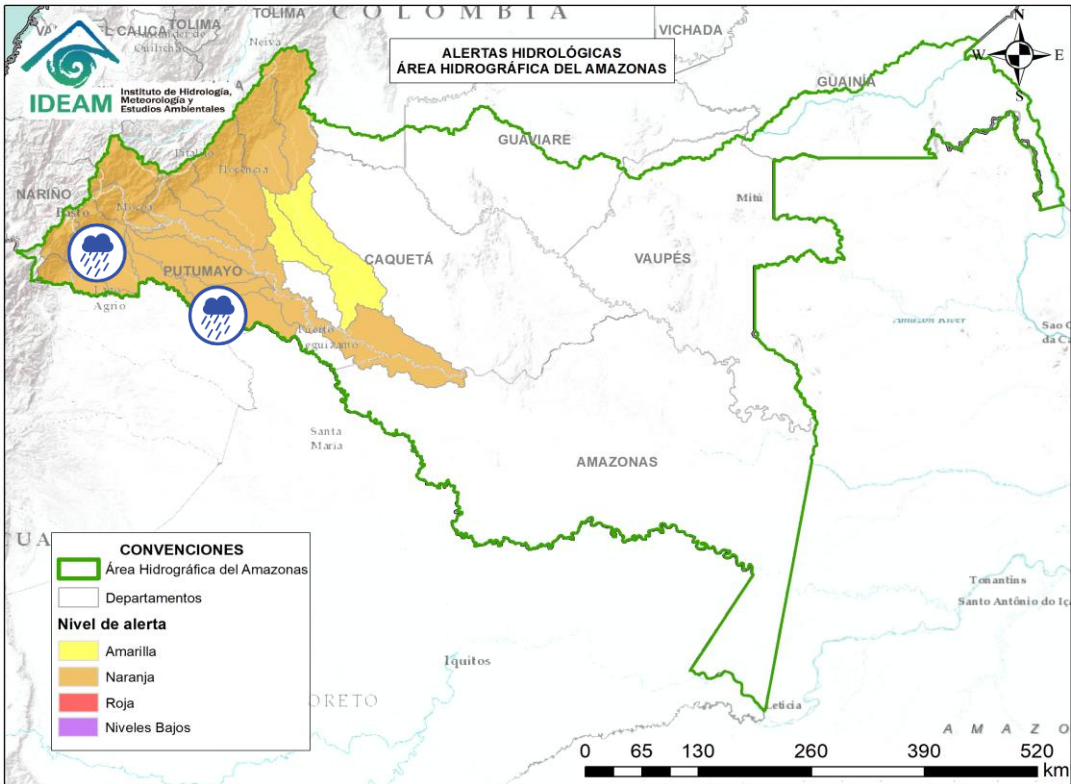 COLOMBIA
TOLIMA
TOLIMA
CAUCA
VICHADA
Neiva
IDEAM
Instituto de Hidrología,
Meteorología y
Estudios Ambientales
ALERTAS HIDROLÓGICAS
ÁREA HIDROGRÁFICA DEL AMAZONAS
N
W
E
S
GUAINÍA
GUAVIARE
Florencia
NARIÑO
Pasto
Mocoa
Mitú
CAQUETÁ
VAUPÉS
PUTUMAYO
Agrio
Puerto
Amazon River
Sao G
da Ca
Santa
Maria
AMAZONAS
CONVENCIONES
Área Hidrográfica del Amazonas
Departamentos
Nivel de alerta
Amarilla
Naranja
Roja
Niveles Bajos
Tonantins
Santo Antônio do Iç
Iquitos
ORETO
Leticia
A M A Z O
0 65 130 260 390 520
km